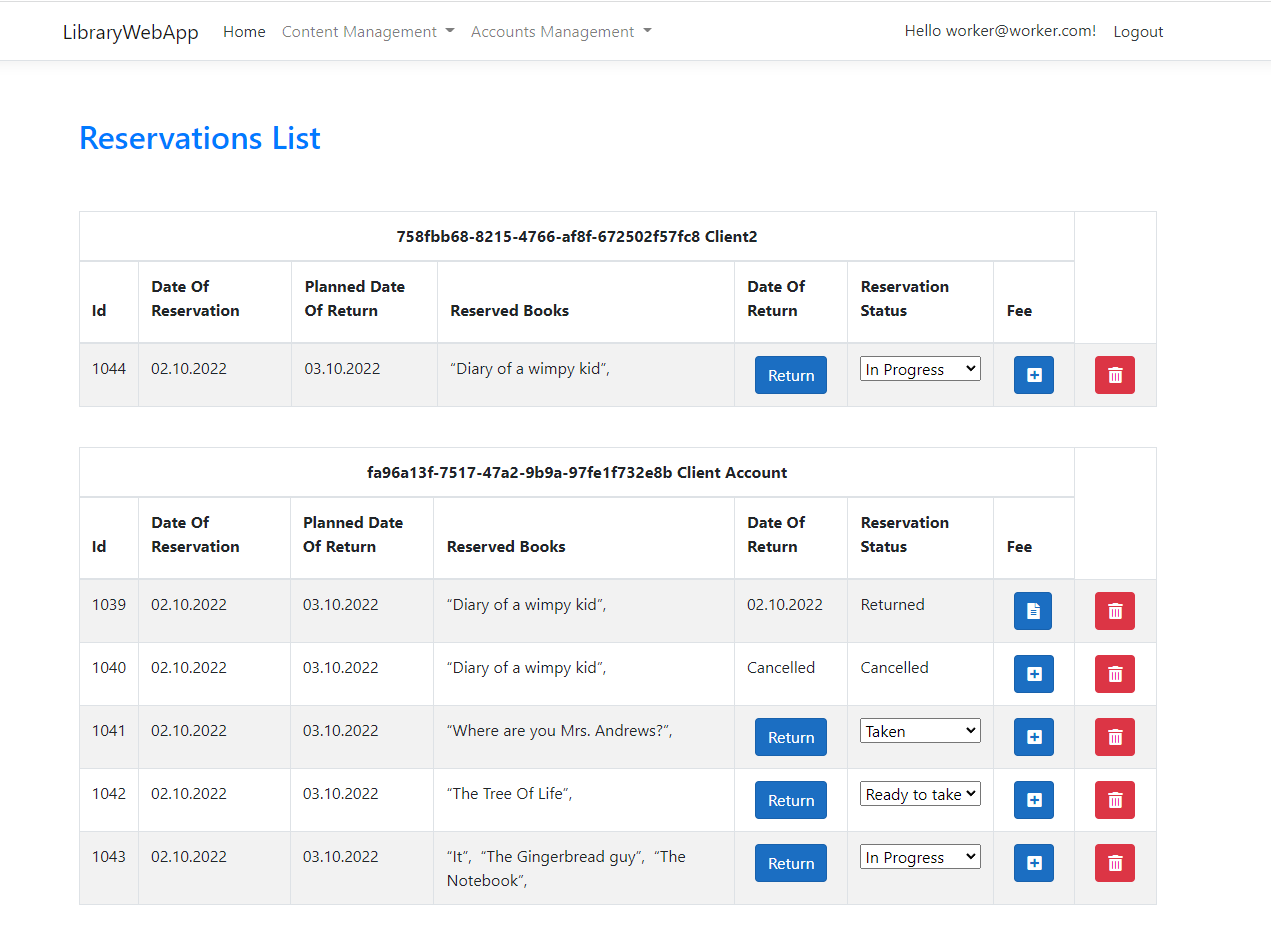 LibraryWebApp Home Content Management Accounts Management Hello worker@worker.com! Logout
Reservations List
758fbb68-8215-4766-af8f-672502f57fc8 Client2
Id Date Of Reservation Planned Date Of Return Reserved Books Date Of Return Reservation Status Fee
1044 02.10.2022 03.10.2022 “Diary of a wimpy kid”, Return In Progress
fa96a13f-7517-47a2-9b9a-97fe1f732e8b Client Account
Id Date Of Reservation Planned Date Of Return Reserved Books Date Of Return Reservation Status Fee
1039 02.10.2022 03.10.2022 “Diary of a wimpy kid”, 02.10.2022 Returned
1040 02.10.2022 03.10.2022 “Diary of a wimpy kid”, Cancelled Cancelled
1041 02.10.2022 03.10.2022 “Where are you Mrs. Andrews?”, Return Taken
1042 02.10.2022 03.10.2022 “The Tree Of Life”, Return Ready to take
1043 02.10.2022 03.10.2022 “It”, “The Gingerbread guy”, “The Notebook”, Return In Progress